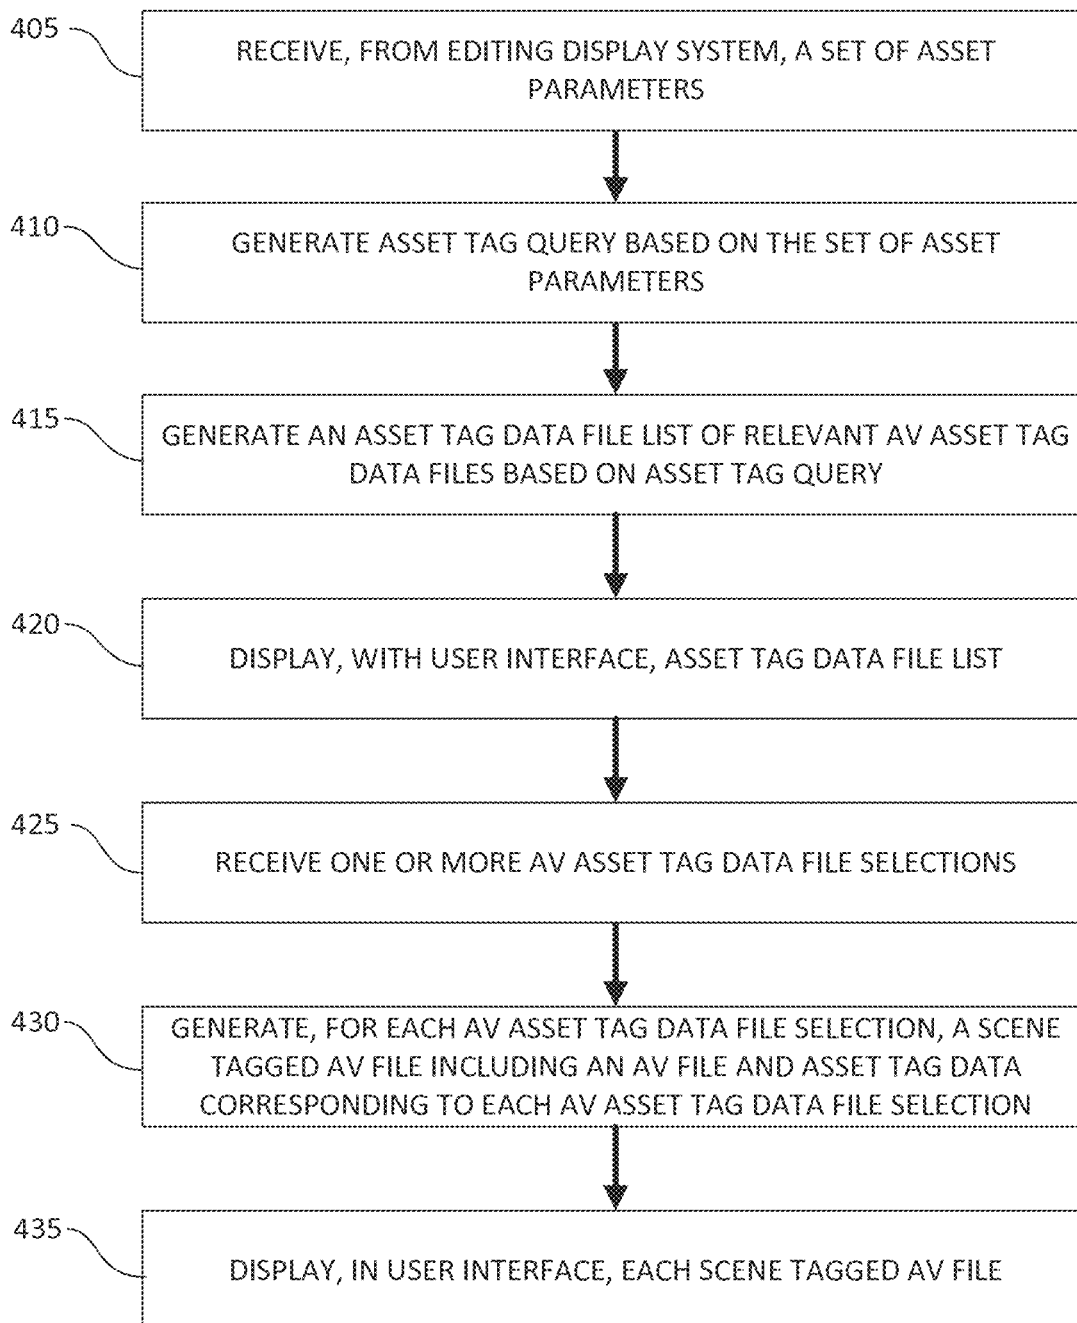 405
RECEIVE, FROM EDITING DISPLAY SYSTEM, A SET OF ASSET
PARAMETERS
410
GENERATE ASSET TAG QUERY BASED ON THE SET OF ASSET
PARAMETERS
415
GENERATE AN ASSET TAG DATA FILE LIST OF RELEVANT AV ASSET TAG
DATA FILES BASED ON ASSET TAG QUERY
420
DISPLAY, WITH USER INTERFACE, ASSET TAG DATA FILE LIST
425
RECEIVE ONE OR MORE AV ASSET TAG DATA FILE SELECTIONS
430
GENERATE, FOR EACH AV ASSET TAG DATA FILE SELECTION, A SCENE
TAGGED AV FILE INCLUDING AN AV FILE AND ASSET TAG DATA
CORRESPONDING TO EACH AV ASSET TAG DATA FILE SELECTION
435
DISPLAY, IN USER INTERFACE, EACH SCENE TAGGED AV FILE